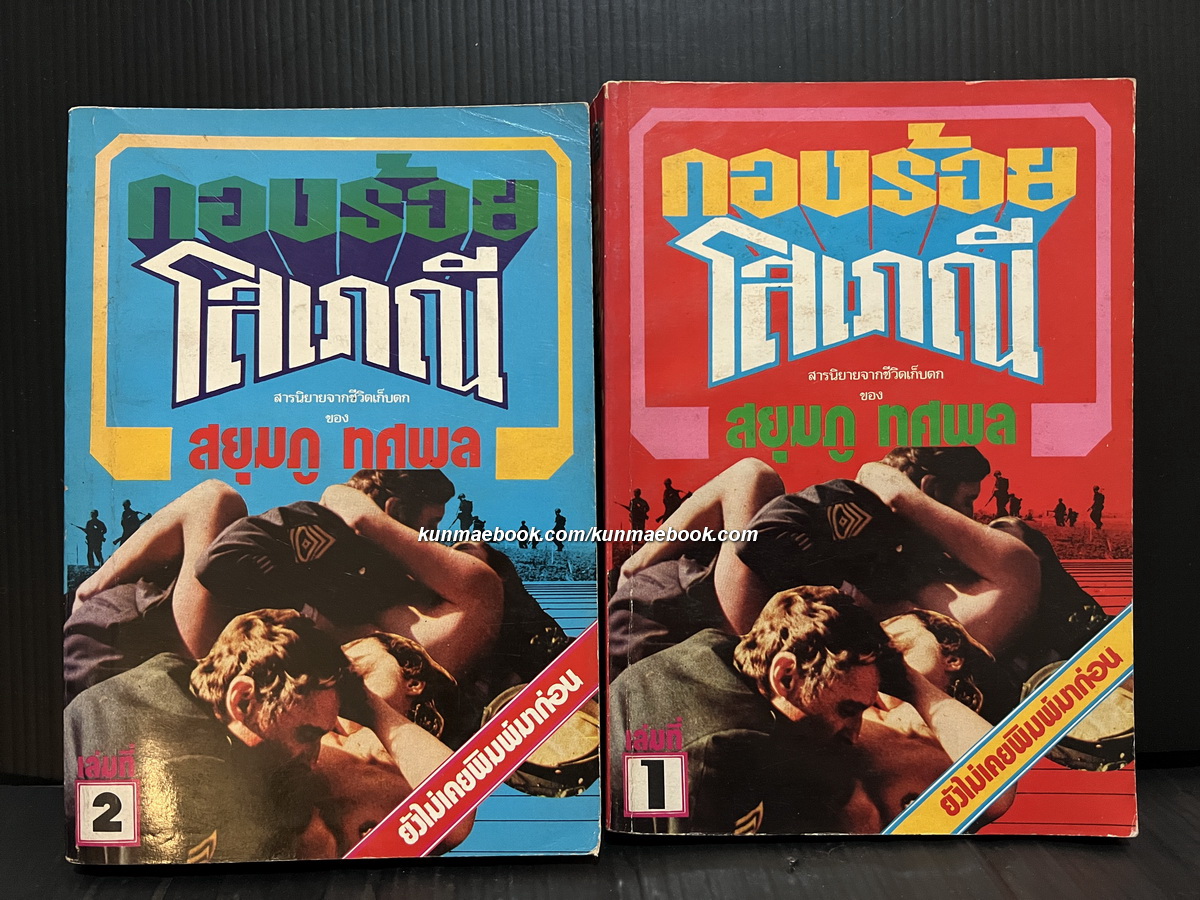 กองร้อย
โสเภณี
สารนิยายจากชีวิตเก็บตก
ของ
สยุมภู ทศพล
ยังไม่เคยพิมพ์มาก่อน
เล่มที่
2
กองร้อย
โสเภณี
สารนิยายจากชีวิตเก็บตก
ของ
สยุมภู ทศพล
ยังไม่เคยพิมพ์มาก่อน
เล่มที่
1
kunmaebook.com/kunmaebook.com